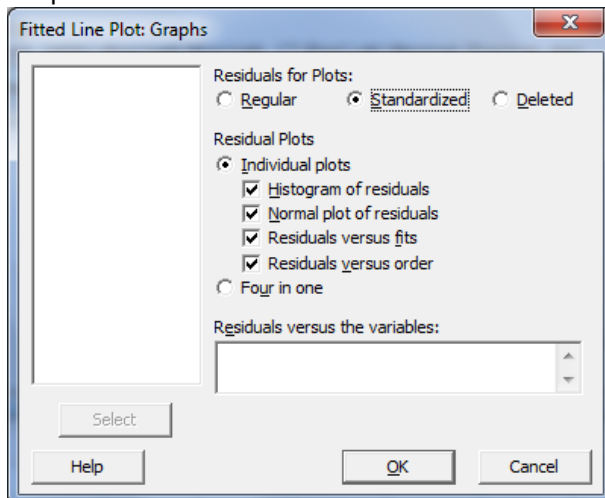 Fitted Line Plot: Graphs
Residuals for Plots:
Regular Standardized Deleted
Residual Plots
Individual plots
Histogram of residuals
Normal plot of residuals
Residuals versus fits
Residuals versus order
Four in one
Residuals versus the variables:
Select
Help OK Cancel